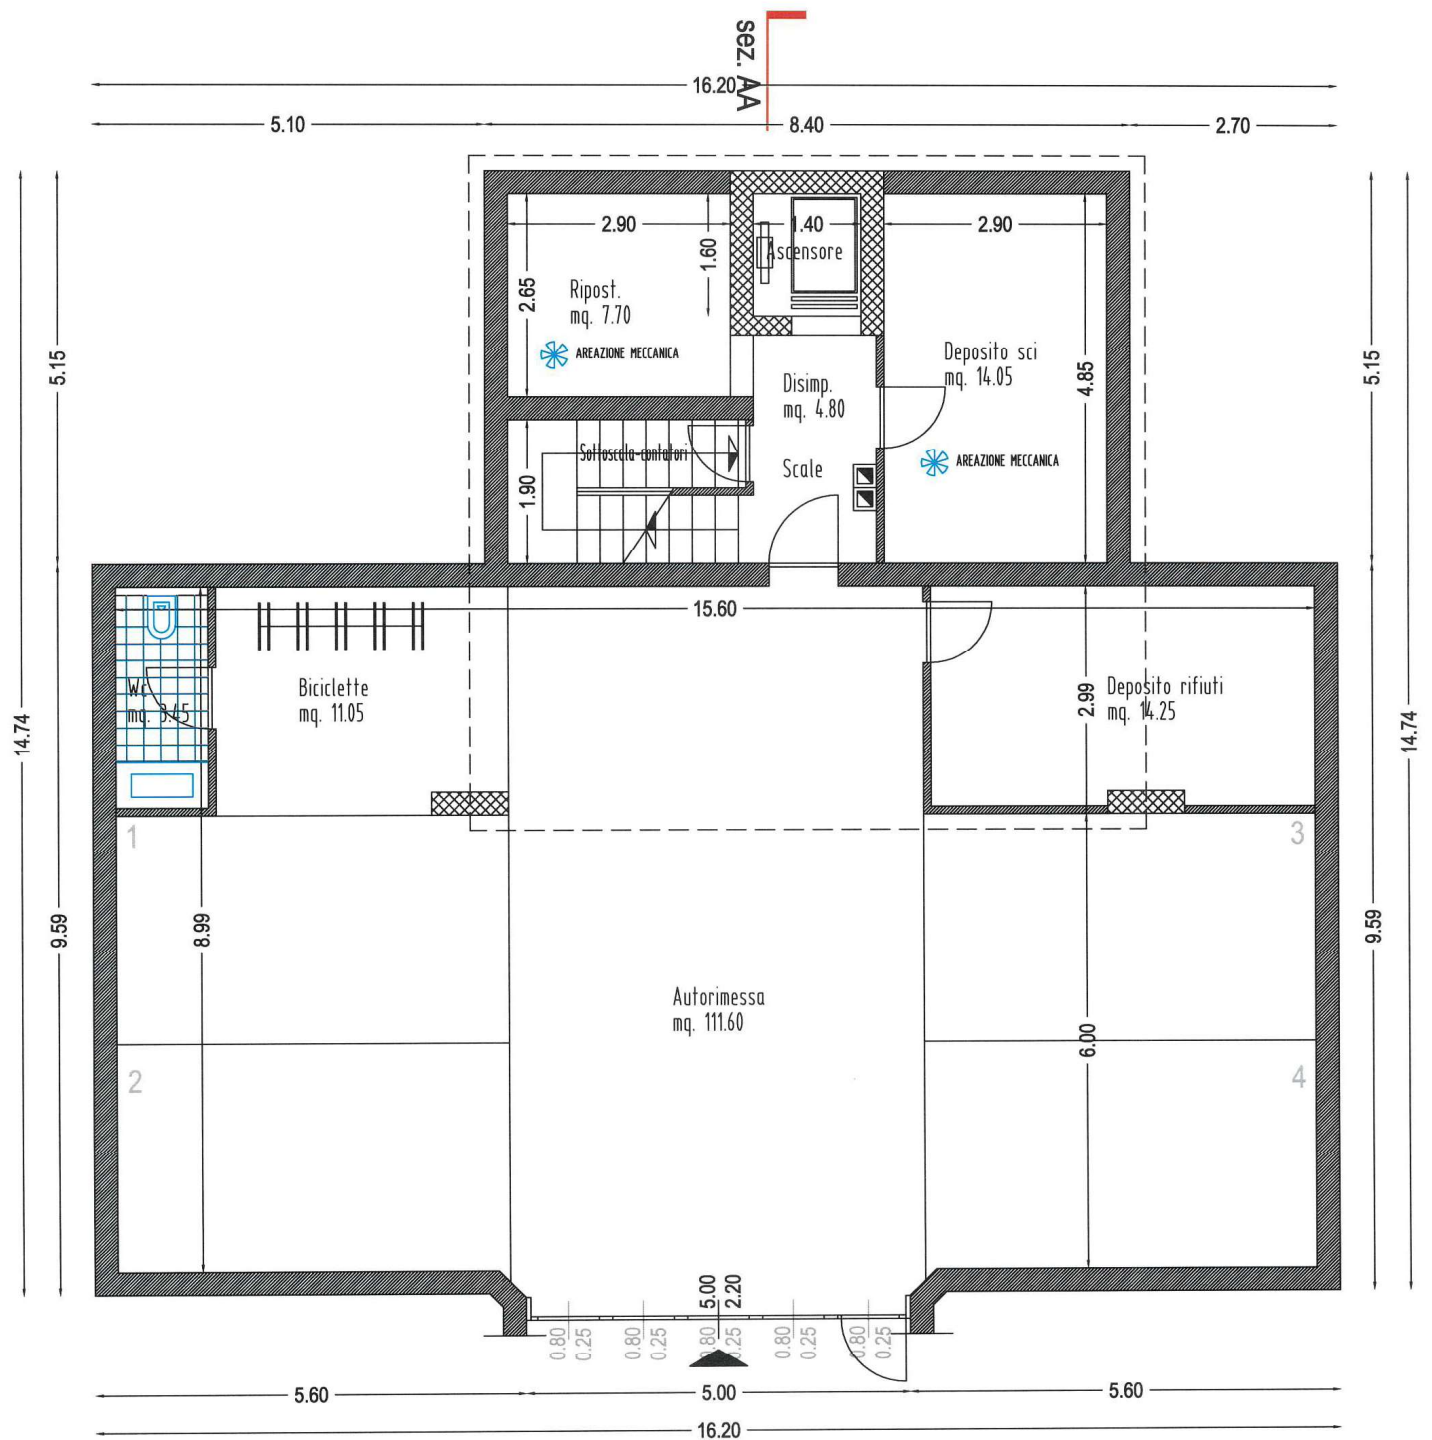 sez. AA
16.20
5.10
8.40
2.70
2.90
1.40
2.90
1.60
Ascensore
2.65
Ripost.
mq. 7.70
AREAZIONE MECCANICA
Deposito sci
mq. 14.05
4.85
Disimp.
mq. 4.80
5.15
5.15
Sottoscala-contatori
Scale
AREAZIONE MECCANICA
1.90
15.60
Wc
mq. 3.45
Biciclette
mq. 11.05
Deposito rifiuti
mq. 14.25
2.99
14.74
14.74
1
3
9.59
8.99
9.59
Autorimessa
mq. 111.60
6.00
2
4
5.00
2.20
0.80
0.25
0.80
0.25
0.80
0.25
0.80
0.25
0.80
0.25
5.60
5.00
5.60
16.20